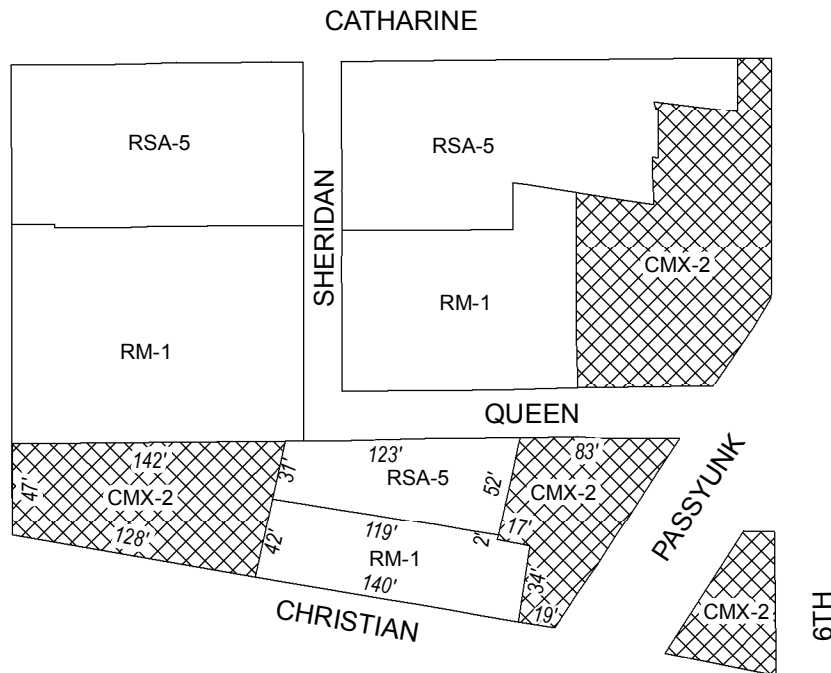 CATHARINE
RSA-5
SHERIDAN
RSA-5
CMX-2
RM-1
RM-1
QUEEN
142'
123'
83'
47'
CMX-2
31'
RSA-5
52'
CMX-2
PASSYUNK
128'
42'
119'
2'
17'
RM-1
140'
34'
19'
CHRISTIAN
CMX-2
6TH